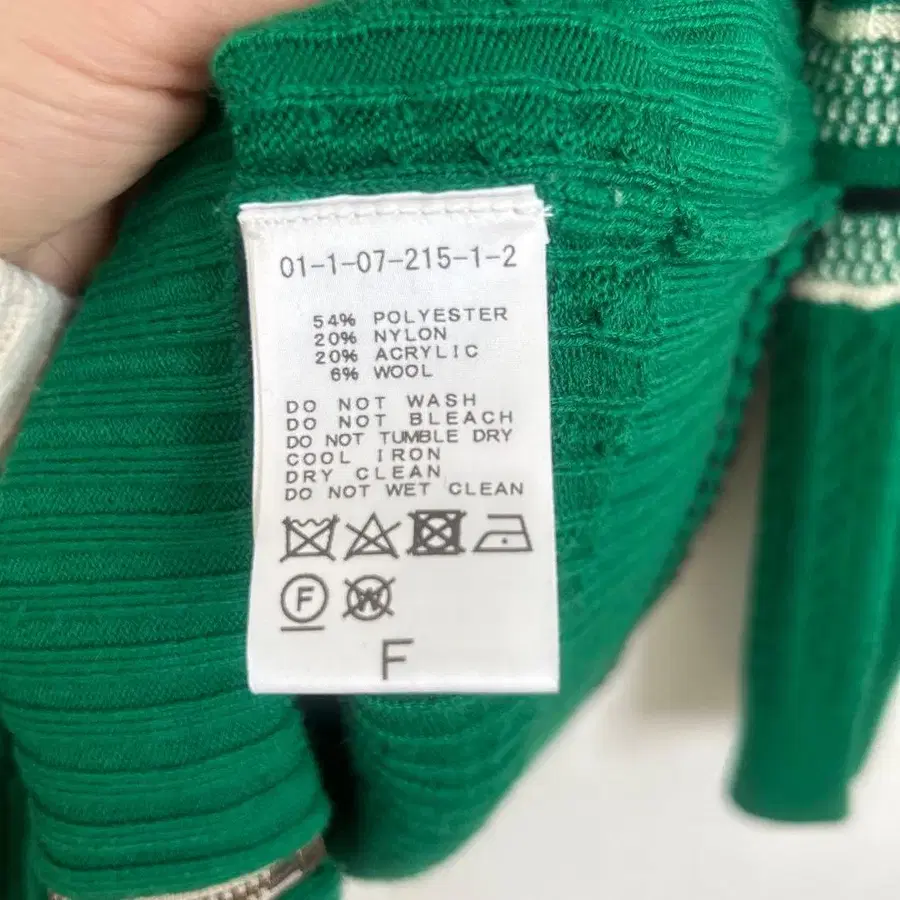 01-1-07-215-1-2
54% POLYESTER
20% NYLON
20% ACRYLIC
6% WOOL
DO NOT WASH
DO NOT BLEACH
DO NOT TUMBLE DRY
COOL IRON
DRY CLEAN
DO NOT WET CLEAN
F W
F